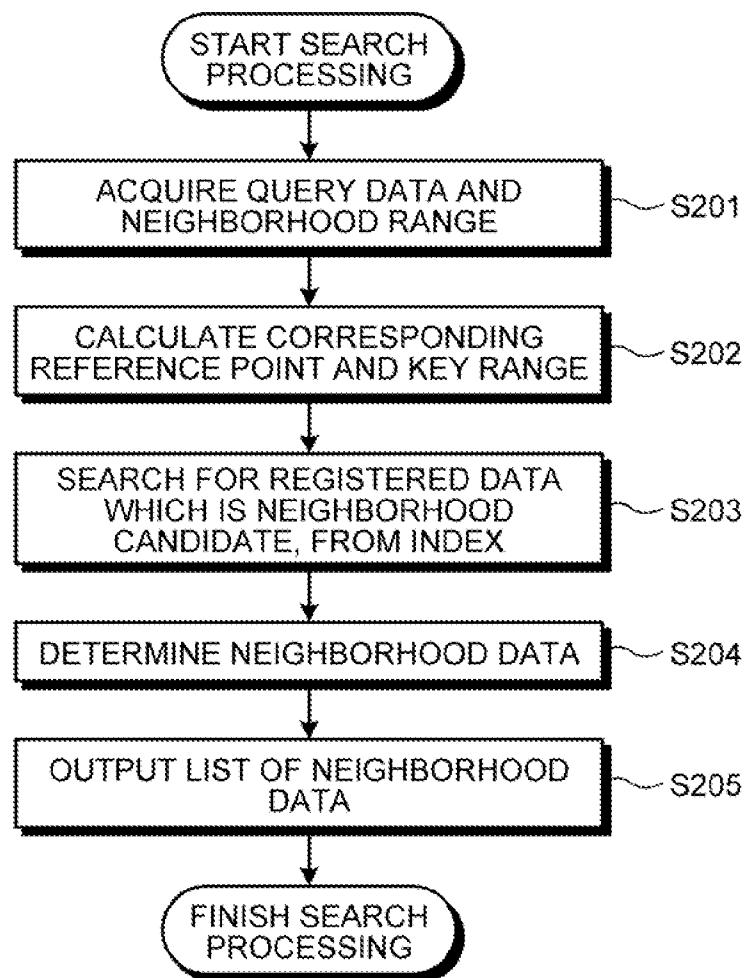 START SEARCH
PROCESSING
ACQUIRE QUERY DATA AND
NEIGHBORHOOD RANGE
S201
CALCULATE CORRESPONDING
REFERENCE POINT AND KEY RANGE
S202
SEARCH FOR REGISTERED DATA
WHICH IS NEIGHBORHOOD
CANDIDATE, FROM INDEX
S203
DETERMINE NEIGHBORHOOD DATA
S204
OUTPUT LIST OF NEIGHBORHOOD
DATA
S205
FINISH SEARCH
PROCESSING